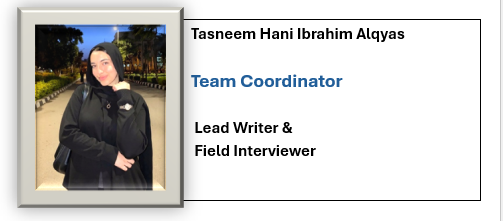 Tasneem Hani Ibrahim Alqyas
Team Coordinator
Lead Writer &
Field Interviewer